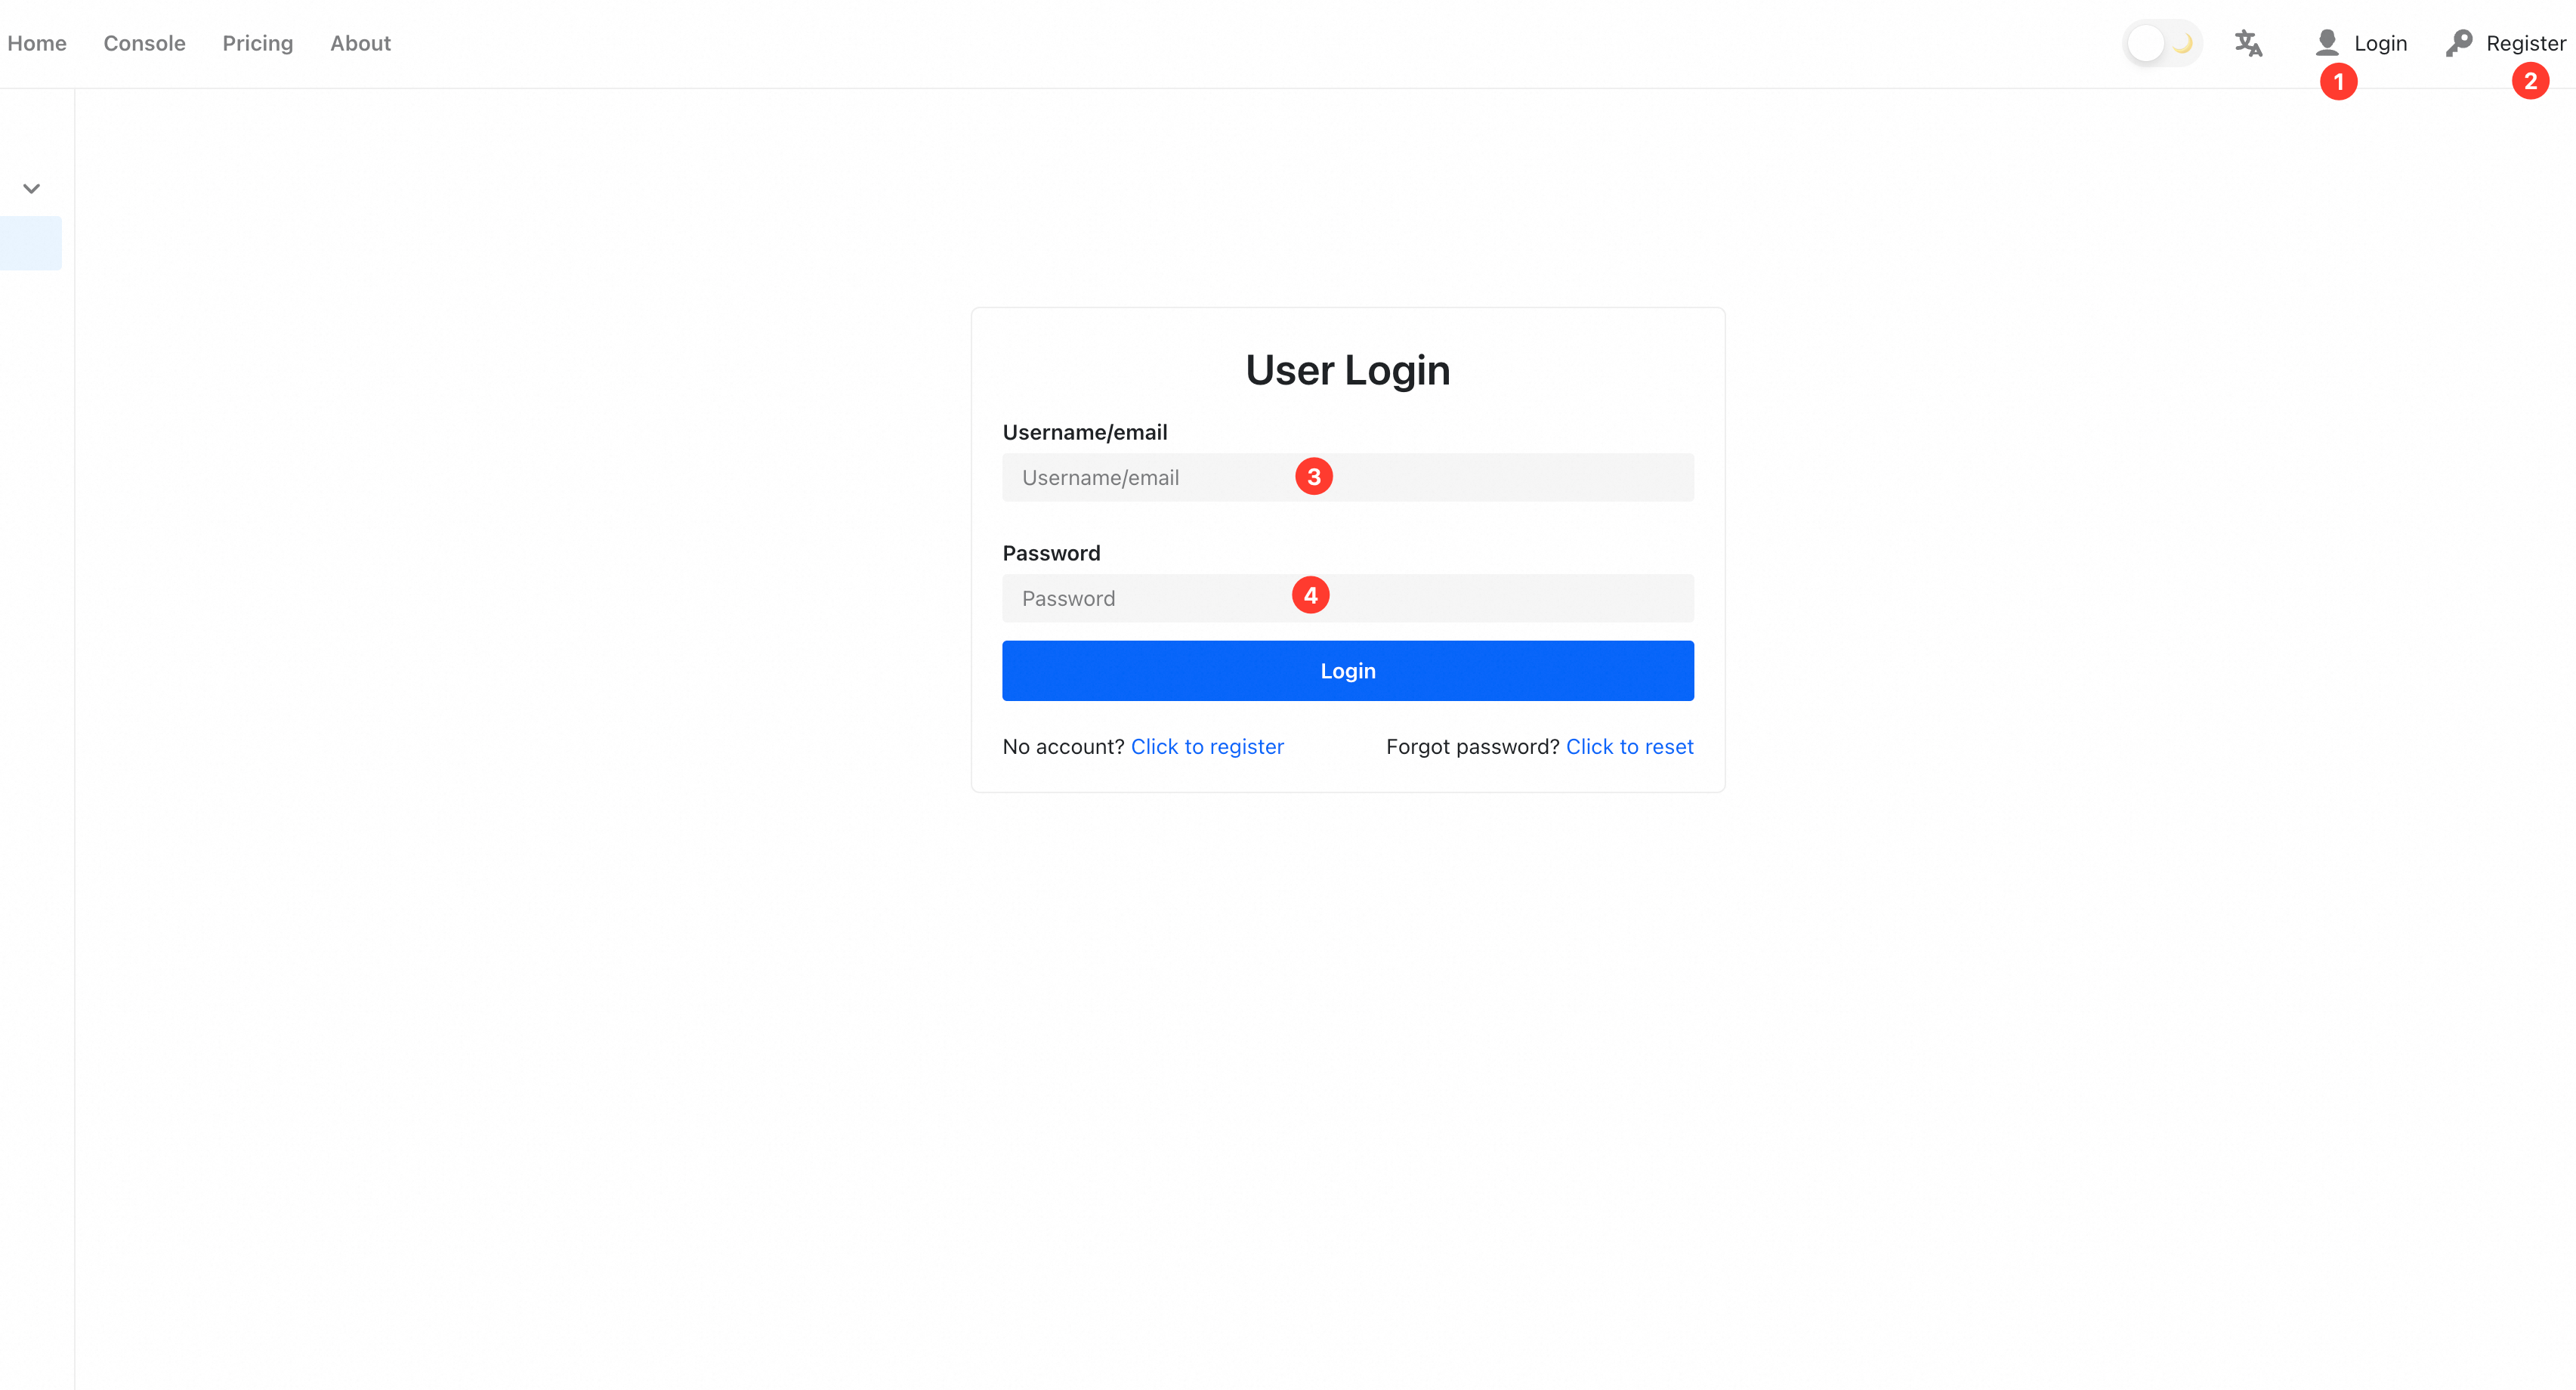 Home Console Pricing About Login Register
1 2
User Login
Username/email
Username/email 3
Password
Password 4
Login
No account? Click to register Forgot password? Click to reset